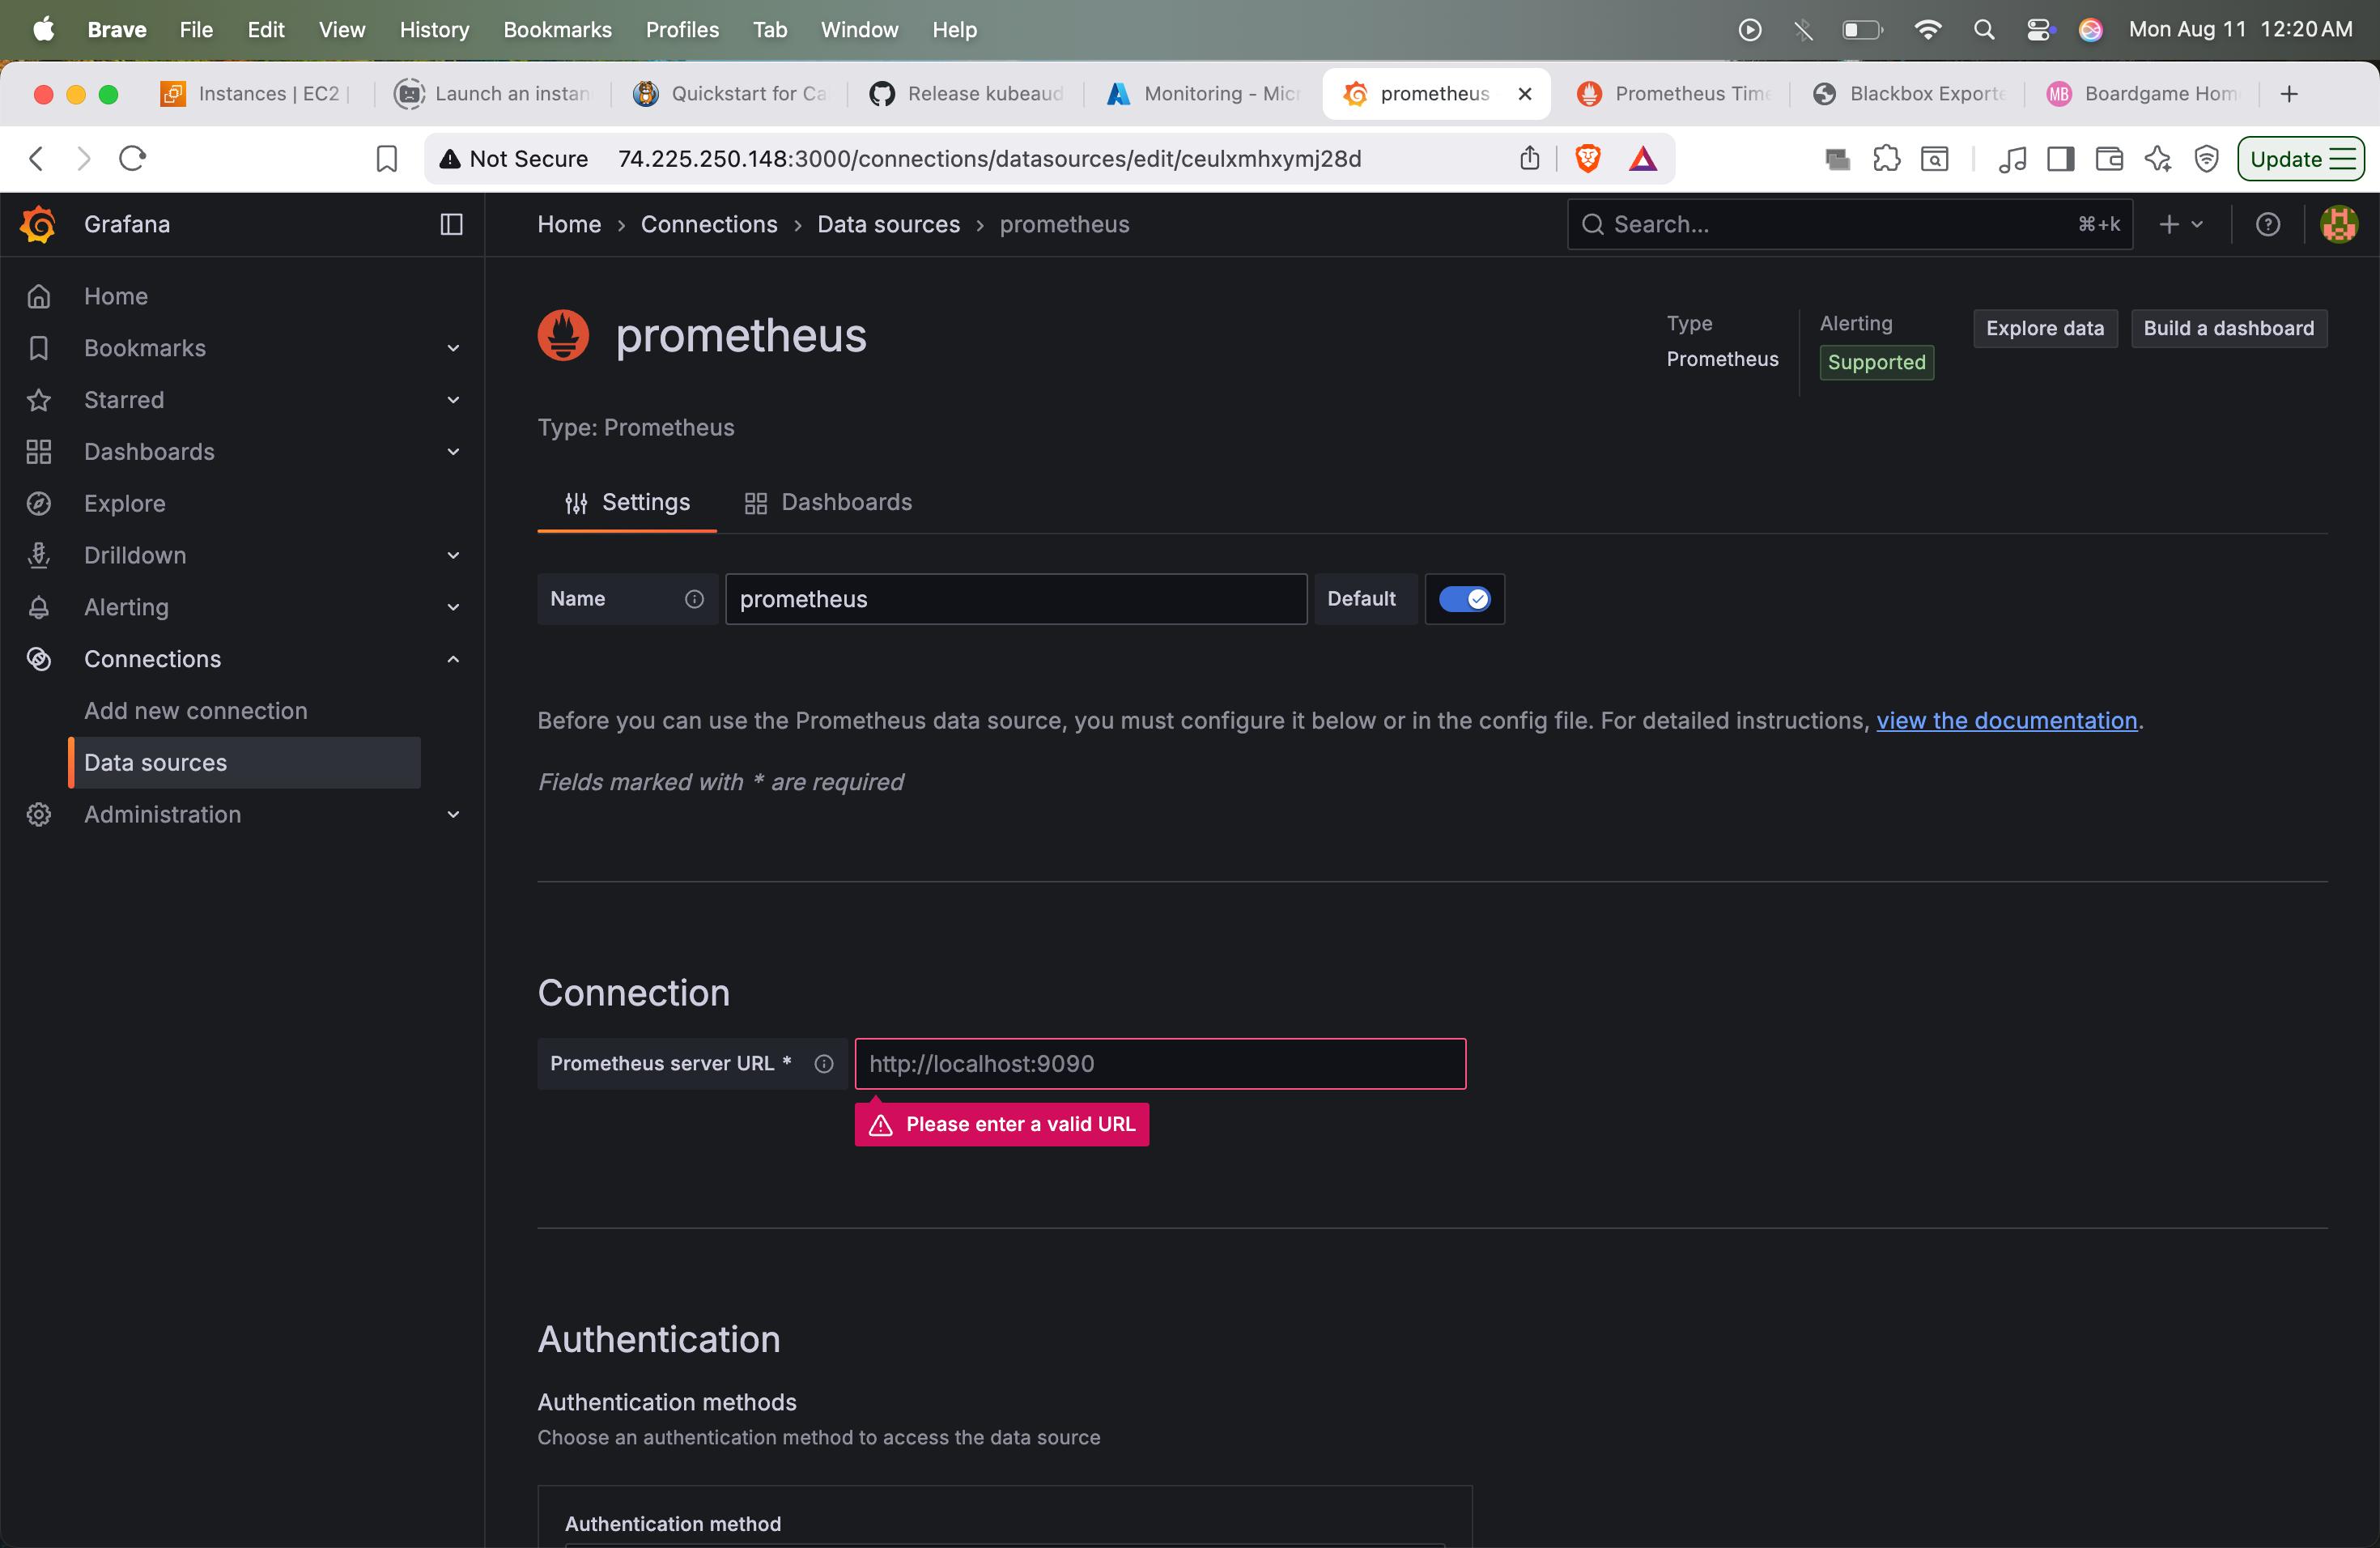 Brave File Edit View History Bookmarks Profiles Tab Window Help Mon Aug 11 12:20 AM
Instances | EC2 | Launch an instan Quickstart for Ca Release kubeaud Monitoring - Micr prometheus Prometheus Time Blackbox Exporte MB Boardgame Hom
Not Secure 74.225.250.148:3000/connections/datasources/edit/ceulxmhxymj28d Update
Grafana Home › Connections › Data sources › prometheus Search... ⌘+k
Home
Bookmarks
Starred
Dashboards
Explore
Drilldown
Alerting
Connections
Add new connection
Data sources
Administration
prometheus
Type
Prometheus
Alerting
Supported
Explore data
Build a dashboard
Type: Prometheus
Settings Dashboards
Name prometheus Default
Before you can use the Prometheus data source, you must configure it below or in the config file. For detailed instructions, view the documentation.
Fields marked with * are required
Connection
Prometheus server URL * http://localhost:9090
Please enter a valid URL
Authentication
Authentication methods
Choose an authentication method to access the data source
Authentication method